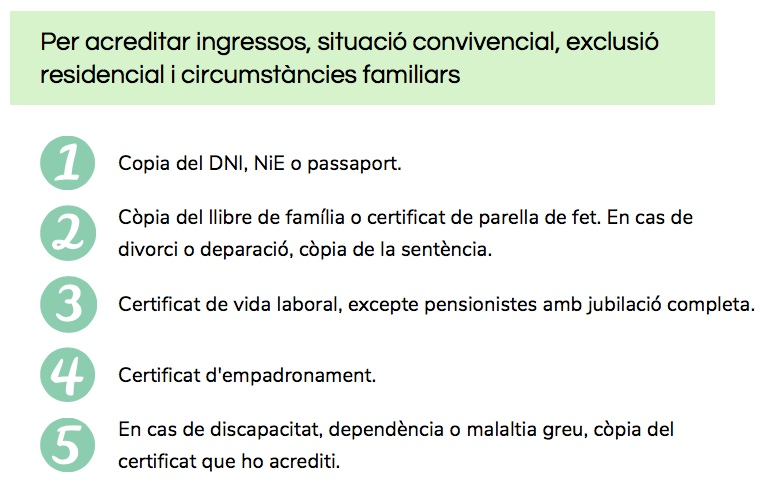 Per acreditar ingressos, situació convivencial, exclusió
residencial i circumstàncies familiars
1 Copia del DNI, NiE o passaport.
2 Còpia del llibre de família o certificat de parella de fet. En cas de
divorci o deparació, còpia de la sentència.
3 Certificat de vida laboral, excepte pensionistes amb jubilació completa.
4 Certificat d'empadronament.
5 En cas de discapacitat, dependència o malaltia greu, còpia del
certificat que ho acrediti.